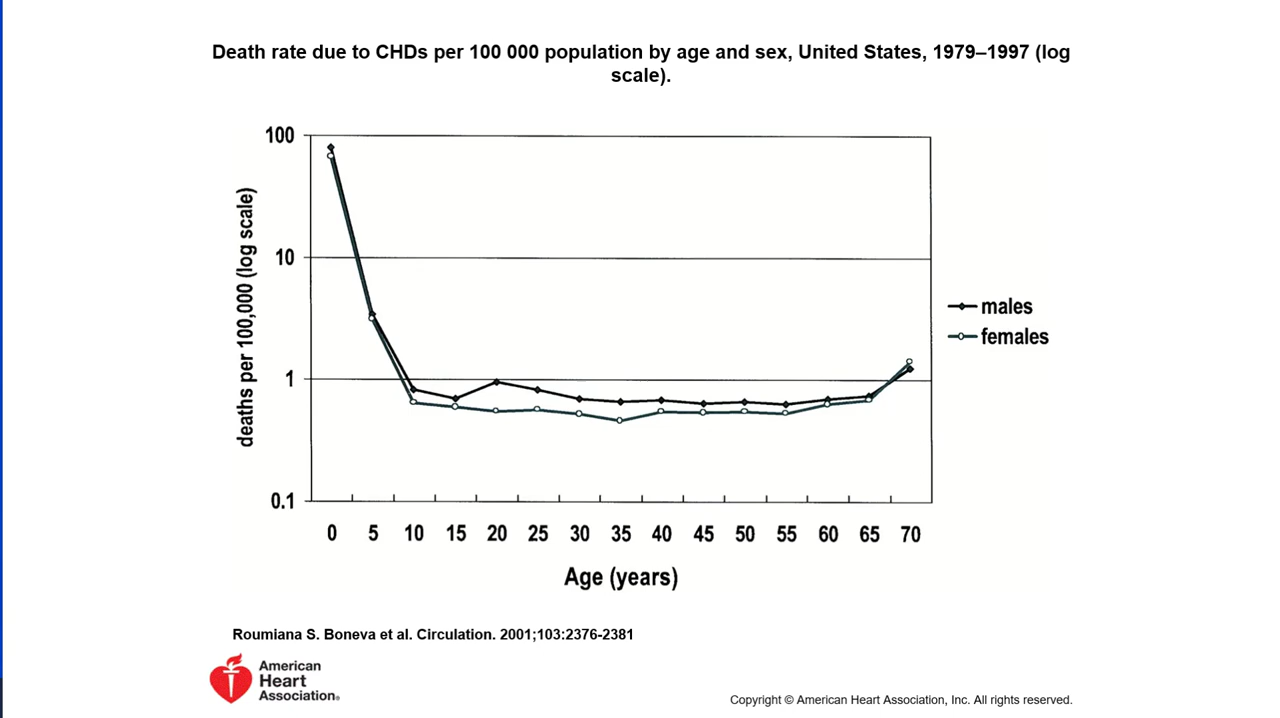 Death rate due to CHDs per 100 000 population by age and sex, United States, 1979–1997 (log
scale).
100
10
1
0.1
deaths per 100,000 (log scale)
0 5 10 15 20 25 30 35 40 45 50 55 60 65 70
Age (years)
males
females
Roumiana S. Boneva et al. Circulation. 2001;103:2376-2381
American
Heart
Association®
Copyright © American Heart Association, Inc. All rights reserved.